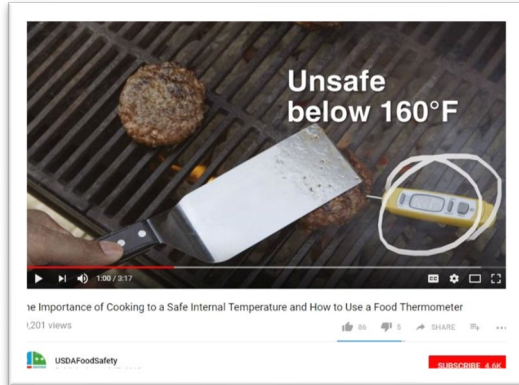 Unsafe
below 160°F
1:00 / 3:17
Importance of Cooking to a Safe Internal Temperature and How to Use a Food Thermometer
,201 views
86
5
SHARE
USDAFoodSafety
SUBSCRIBE 4.6K